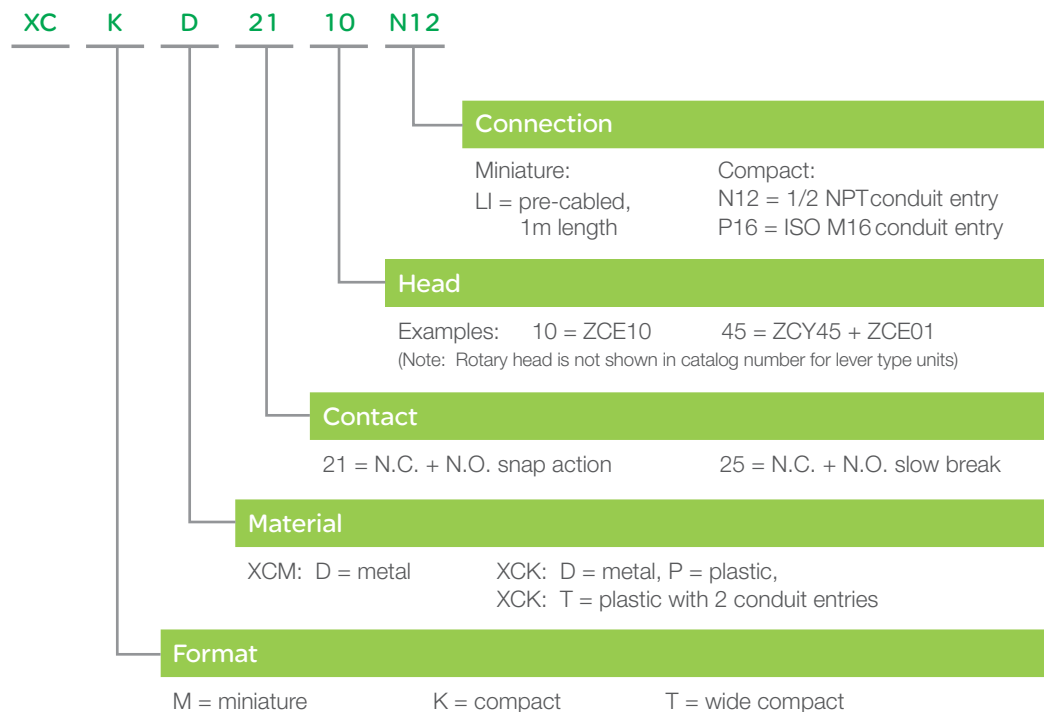 XC K D 21 10 N12
Connection
Miniature: Compact:
LI = pre-cabled, N12 = 1/2 NPT conduit entry
1m length P16 = ISO M16 conduit entry
Head
Examples: 10 = ZCE10 45 = ZCY45 + ZCE01
(Note: Rotary head is not shown in catalog number for lever type units)
Contact
21 = N.C. + N.O. snap action 25 = N.C. + N.O. slow break
Material
XCM: D = metal XCK: D = metal, P = plastic,
XCK: T = plastic with 2 conduit entries
Format
M = miniature K = compact T = wide compact